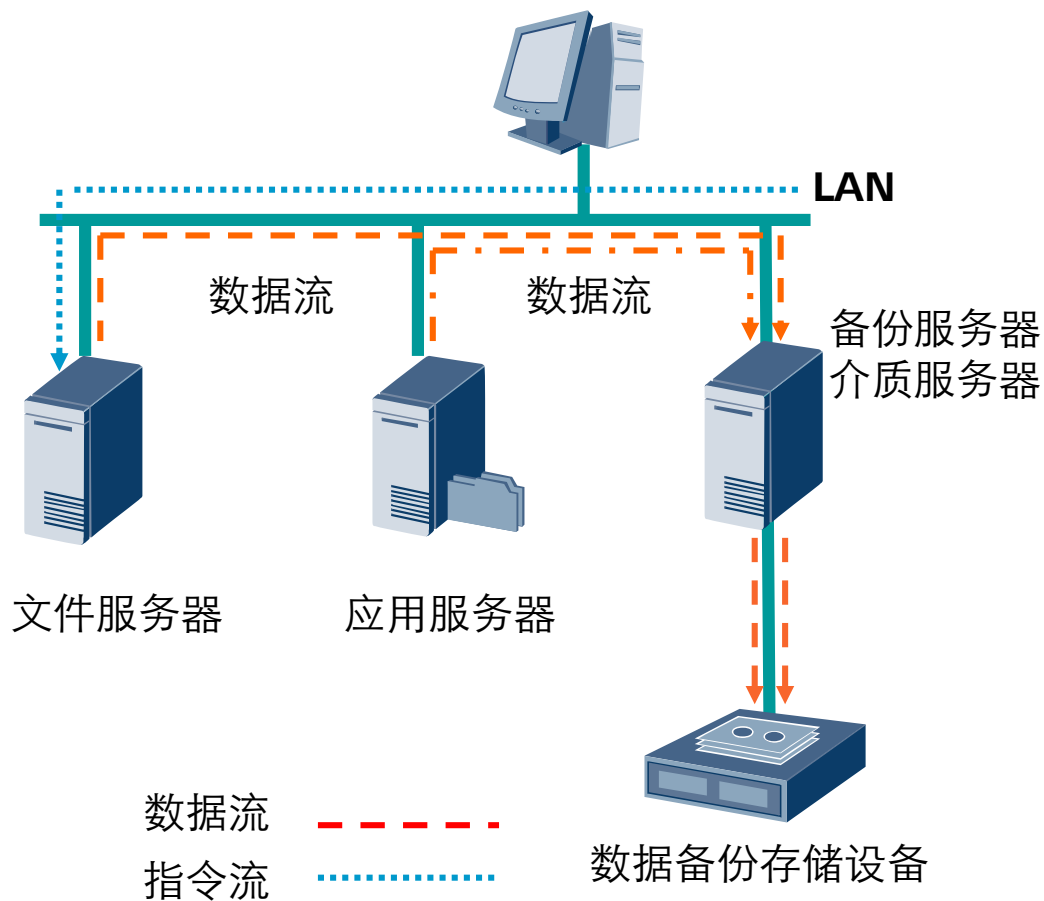 LAN
数据流
数据流
备份服务器
介质服务器
文件服务器
应用服务器
数据流
指令流
数据备份存储设备